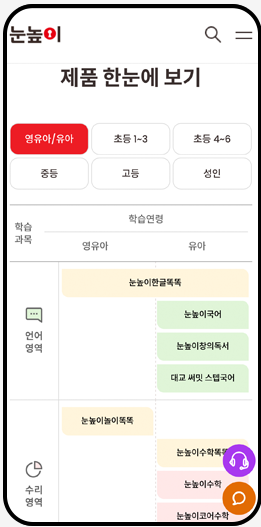 눈높이
제품 한눈에 보기
영유아/유아
초등 1~3
초등 4~6
중등
고등
성인
학습
과목
학습연령
영유아
유아
눈높이한글똑똑
눈높이국어
언어
영역
눈높이창의독서
대교 써밋 스텝국어
눈높이놀이똑똑
눈높이수학똑똑
눈높이수학
수리
영역
눈높이코어수학